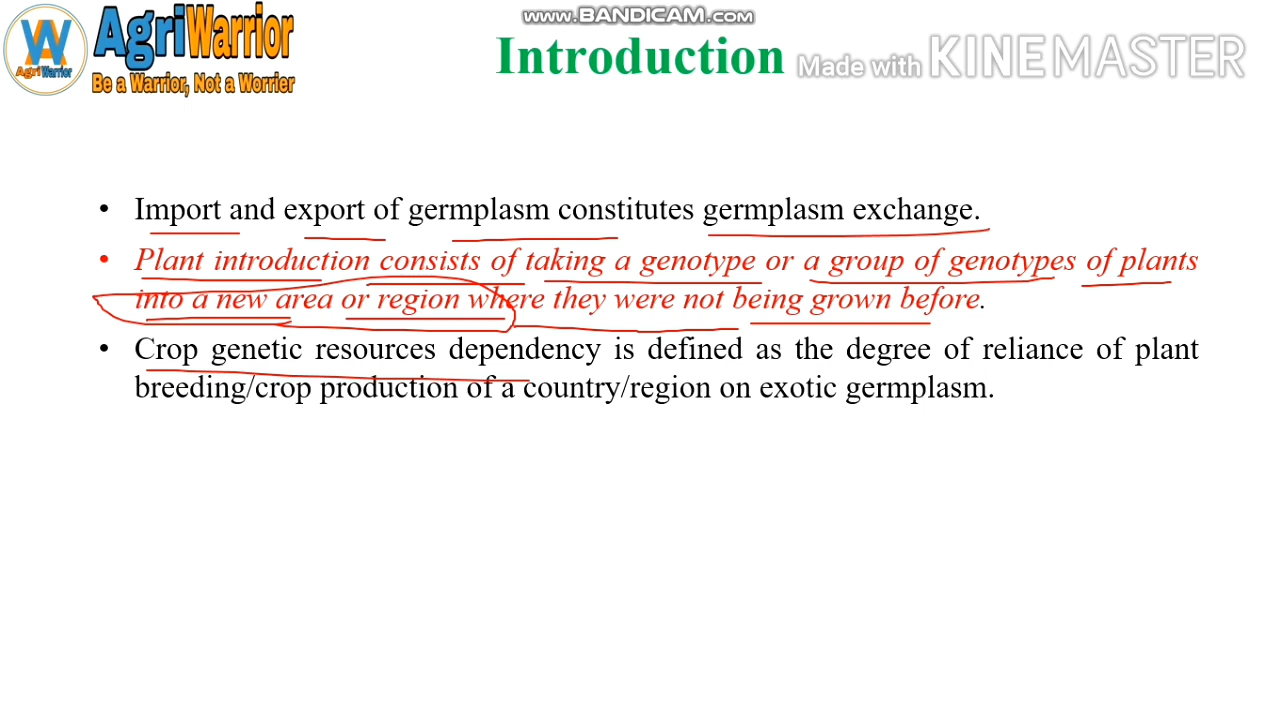 www.BANDICAM.com
AgriWarrior
Introduction
Made with KINEMASTER
AgriWarrior
Be a Warrior, Not a Worrier
• Import and export of germplasm constitutes germplasm exchange.
• Plant introduction consists of taking a genotype or a group of genotypes of plants
into a new area or region where they were not being grown before.
• Crop genetic resources dependency is defined as the degree of reliance of plant
breeding/crop production of a country/region on exotic germplasm.